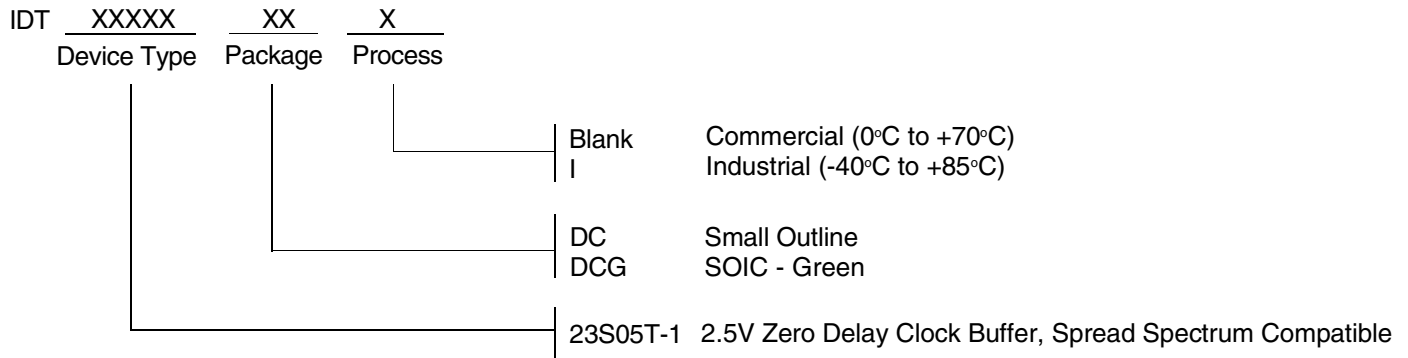 IDT XXXXX XX X
Device Type Package Process
Blank Commercial (0°C to +70°C)
I Industrial (-40°C to +85°C)
DC Small Outline
DCG SOIC - Green
23S05T-1 2.5V Zero Delay Clock Buffer, Spread Spectrum Compatible